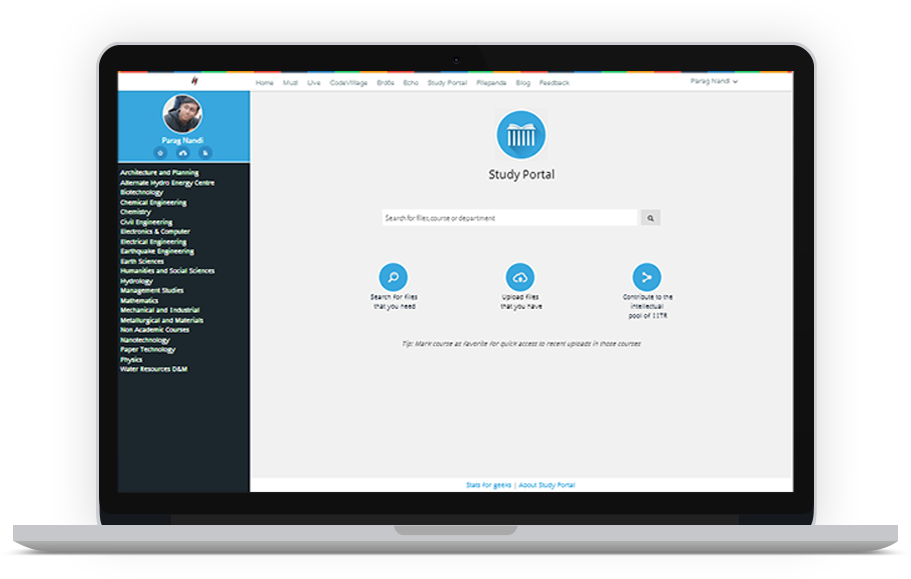 Home Muzi Live CodeVillage Erdős Echo Study Portal Filepanda Blog Feedback
Parag Nandi
Parag Nandi
Architecture and Planning
Alternate Hydro Energy Centre
Biotechnology
Chemical Engineering
Chemistry
Civil Engineering
Electronics & Computer
Electrical Engineering
Earthquake Engineering
Earth Sciences
Humanities and Social Sciences
Hydrology
Management Studies
Mathematics
Mechanical and Industrial
Metallurgical and Materials
Non Academic Courses
Nanotechnology
Paper Technology
Physics
Water Resources D&M
Study Portal
Search for files,course or department
Search for files
that you need
Upload files
that you have
Contribute to the
intellectual
pool of IITR
Tip: Mark course as favorite for quick access to recent uploads in those courses
Stats for geeks | About Study Portal